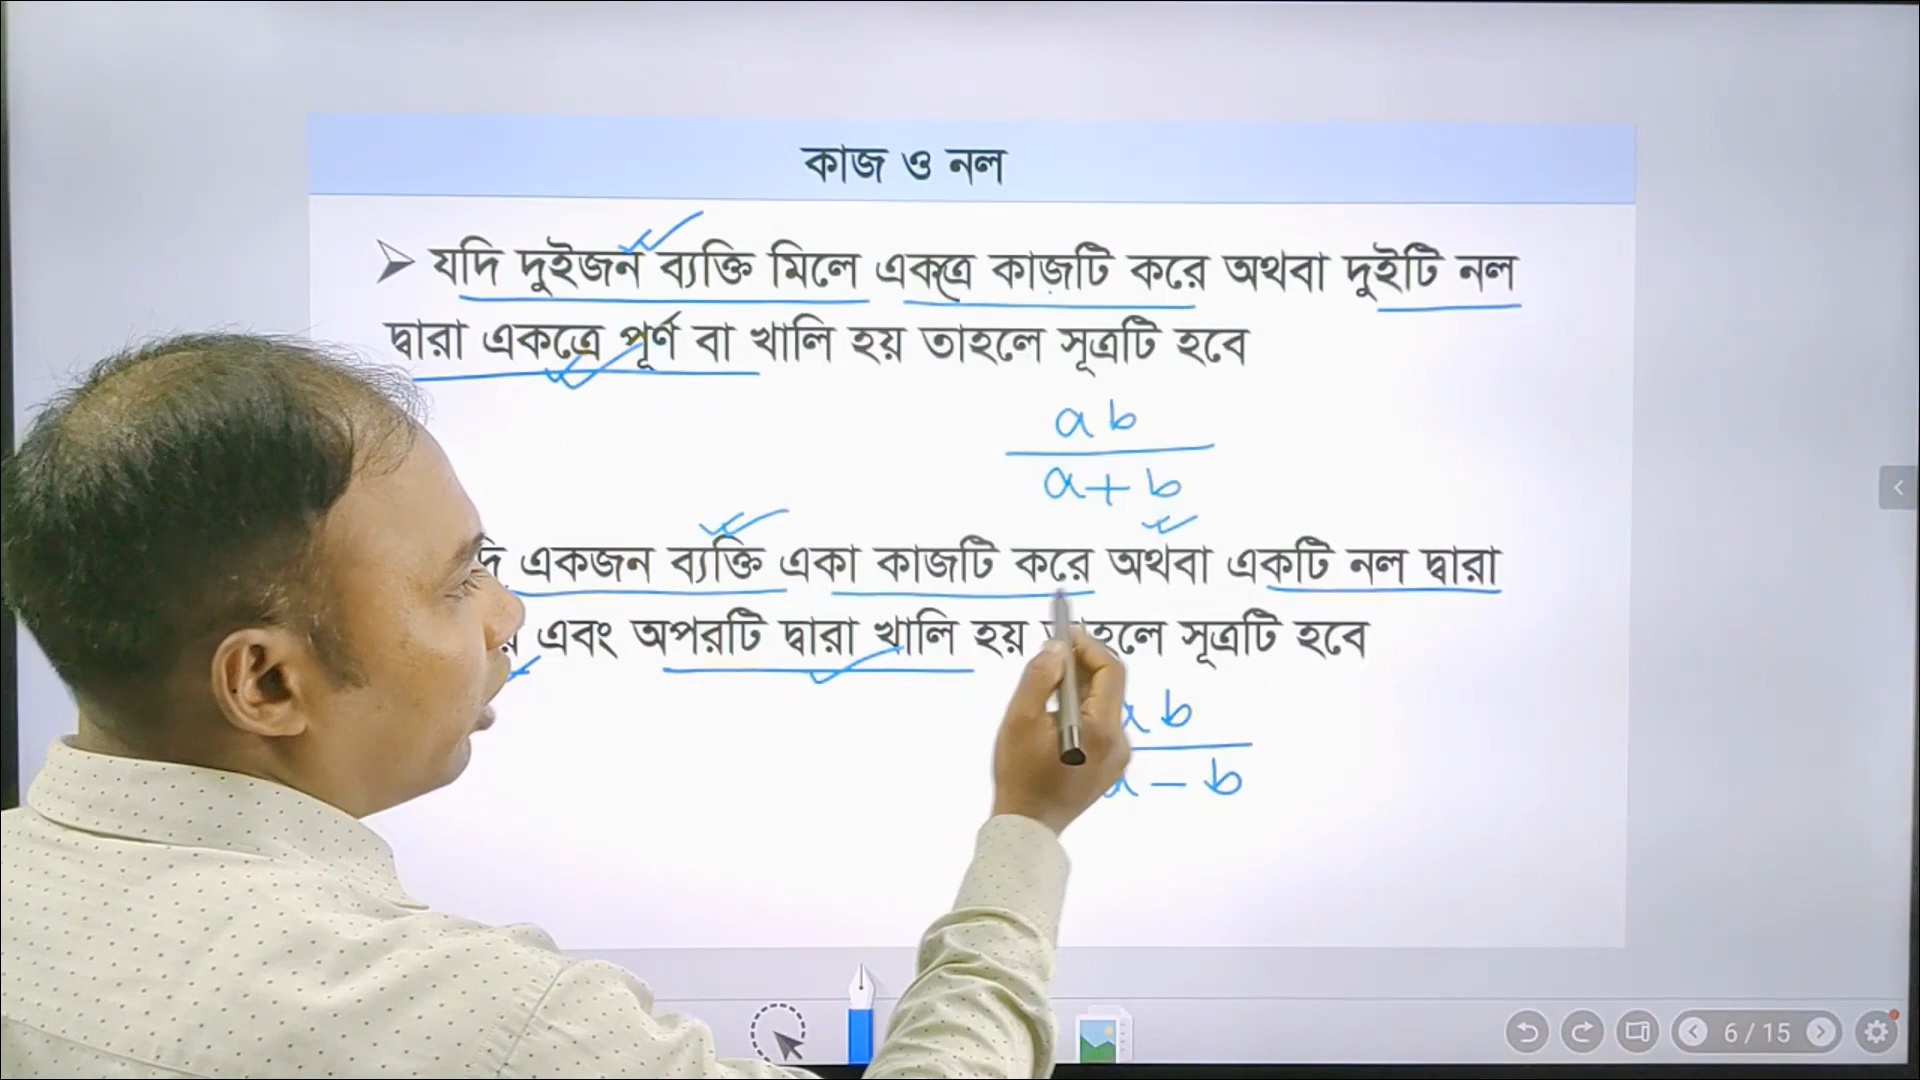 কাজ ও নল
➢ যদি দুইজন ব্যক্তি মিলে একত্রে কাজটি করে অথবা দুইটি নল
দ্বারা একত্রে পূর্ণ বা খালি হয় তাহলে সূত্রটি হবে
ab
a+b
একজন ব্যক্তি একা কাজটি করে অথবা একটি নল দ্বারা
এবং অপরটি দ্বারা খালি হয় তাহলে সূত্রটি হবে
ab
a-b
6/15